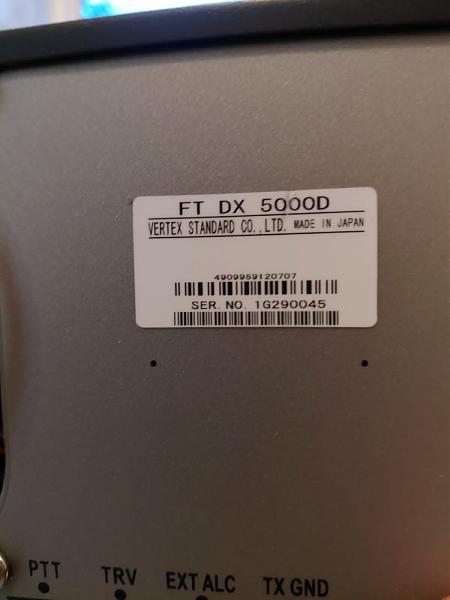 FT DX 5000D
VERTEX STANDARD CO.,LTD. MADE IN JAPAN
4909959120707
SER. NO. 1G290045
PTT TRV EXT ALC TX GND